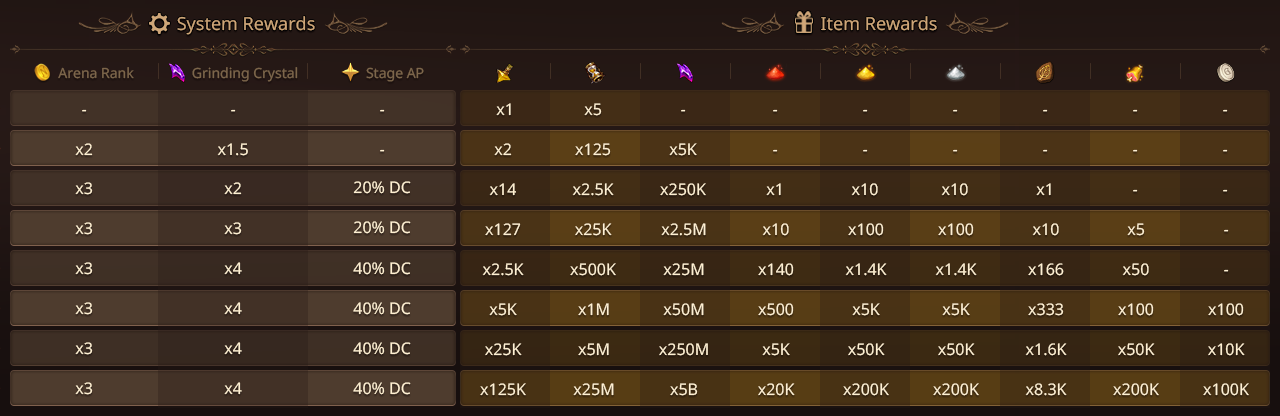 System Rewards Item Rewards
Arena Rank Grinding Crystal Stage AP
- - - x1 x5 - - - - - - -
x2 x1.5 - x2 x125 x5K - - - - - -
x3 x2 20% DC x14 x2.5K x250K x1 x10 x10 x1 - -
x3 x3 20% DC x127 x25K x2.5M x10 x100 x100 x10 x5 -
x3 x4 40% DC x2.5K x500K x25M x140 x1.4K x1.4K x166 x50 -
x3 x4 40% DC x5K x1M x50M x500 x5K x5K x333 x100 x100
x3 x4 40% DC x25K x5M x250M x5K x50K x50K x1.6K x50K x10K
x3 x4 40% DC x125K x25M x5B x20K x200K x200K x8.3K x200K x100K